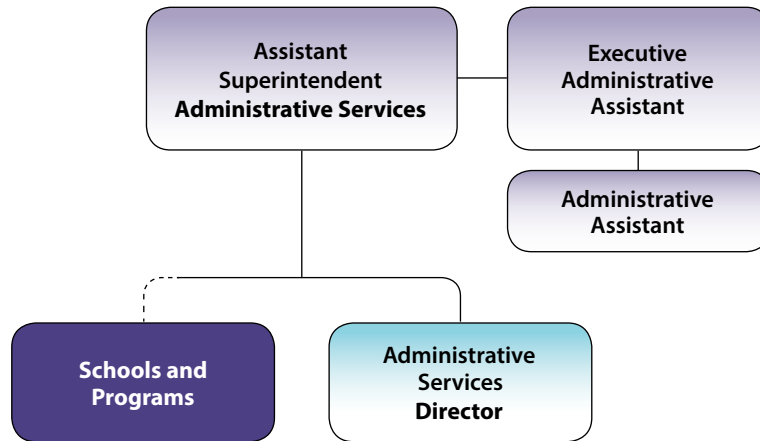 Assistant
Superintendent
Administrative Services
Executive
Administrative
Assistant
Administrative
Assistant
Schools and
Programs
Administrative
Services
Director